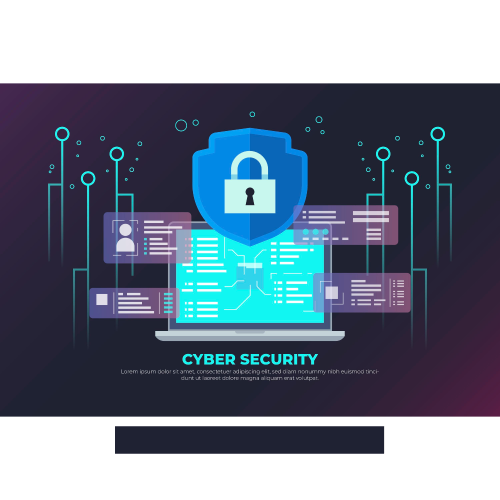 CYBER SECURITY
Lorem ipsum dolor sit amet, consectetuer adipiscing elit, sed diam nonummy nibh euismod tinci-
dunt ut laoreet dolore magna aliquam erat volutpat.